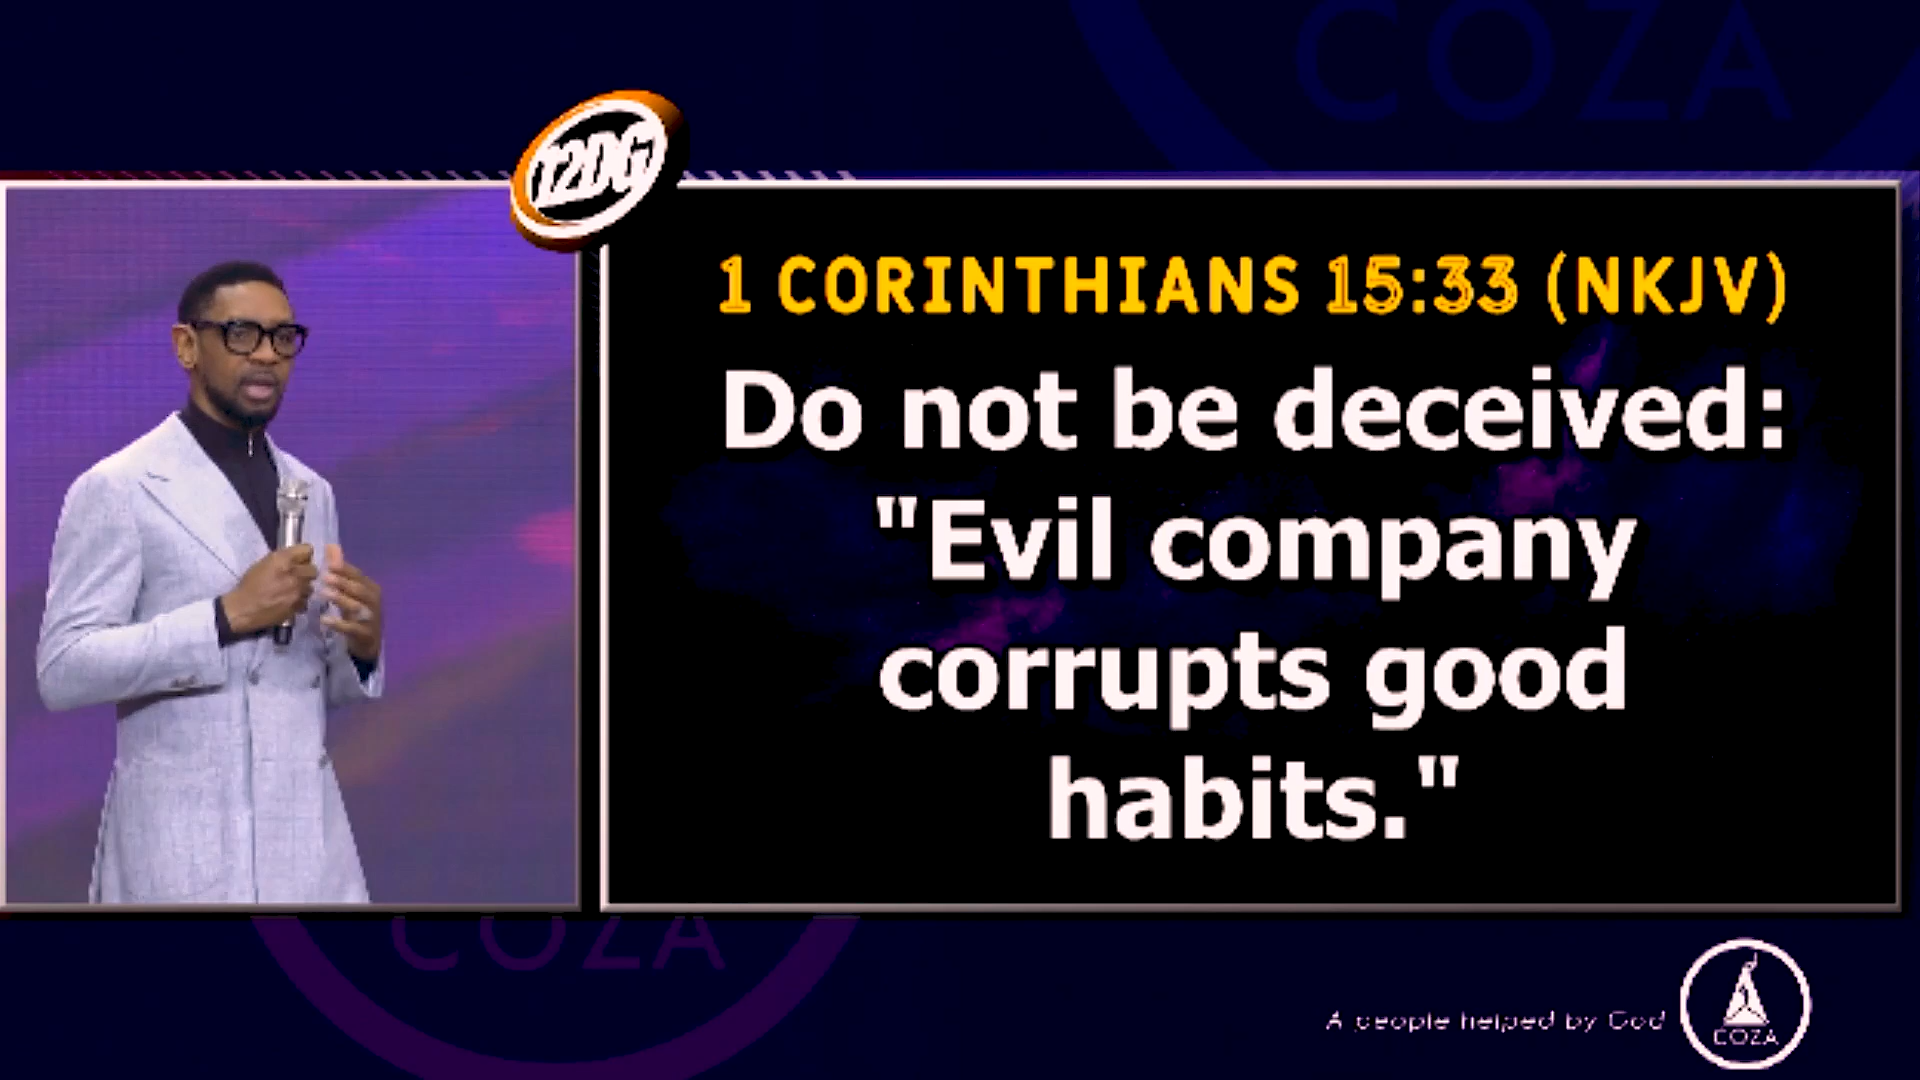 COZA
12DG
1 CORINTHIANS 15:33 (NKJV)
Do not be deceived:
"Evil company
corrupts good
habits."
COZA
A people helped by God
COZA